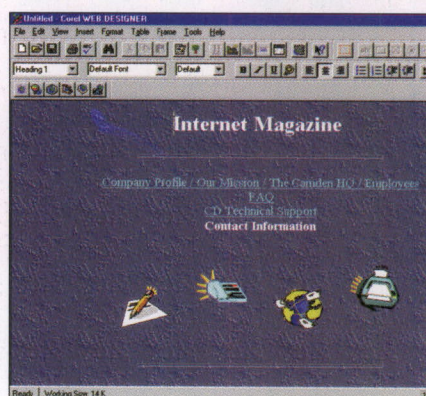 Untitled - Corel WEB.DESIGNER
File Edit View Insert Format Table Frame Tools Help
Heading 1 Default Font Default B I U
Internet Magazine
Company Profile / Our Mission / The Camden HQ / Employees
FAQ
CD Technical Support
Contact Information
Ready Working Size: 14 K